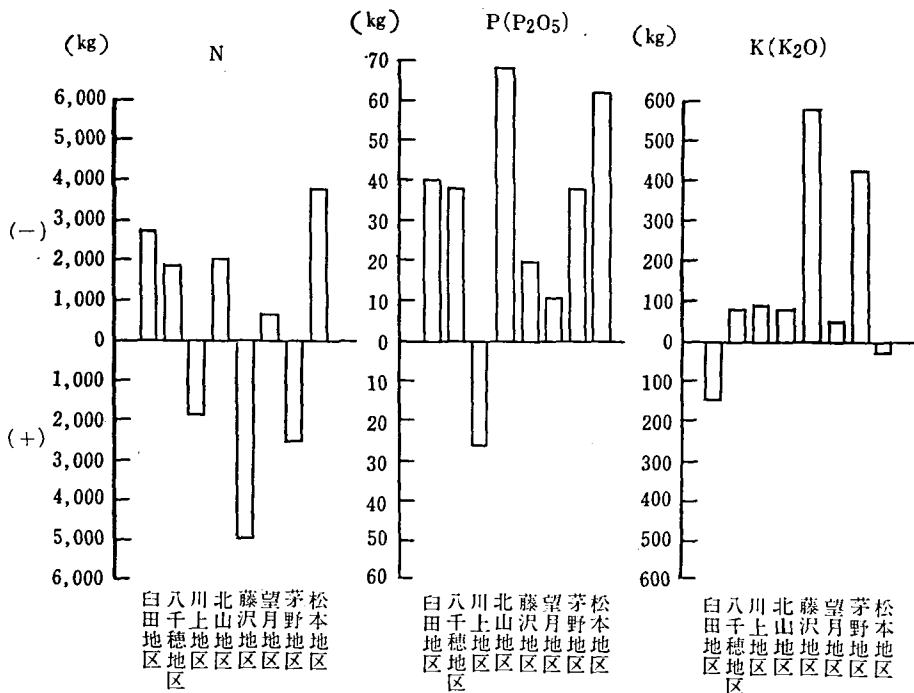 (kg)
N
6,000
5,000
4,000
3,000
2,000
1,000
0
1,000
2,000
3,000
4,000
5,000
6,000
(−)
(+)
臼田地区
八千穂地区
川上地区
北山地区
藤沢地区
望月地区
茅野地区
松本地区
(kg)
P(P₂O₅)
70
60
40
30
20
10
0
10
20
30
40
50
60
臼田地区
八千穂地区
川上地区
北山地区
藤沢地区
望月地区
茅野地区
松本地区
(kg)
K(K₂O)
600
500
400
300
200
100
0
100
200
300
400
500
600
臼田地区
八千穂地区
川上地区
北山地区
藤沢地区
望月地区
茅野地区
松本地区